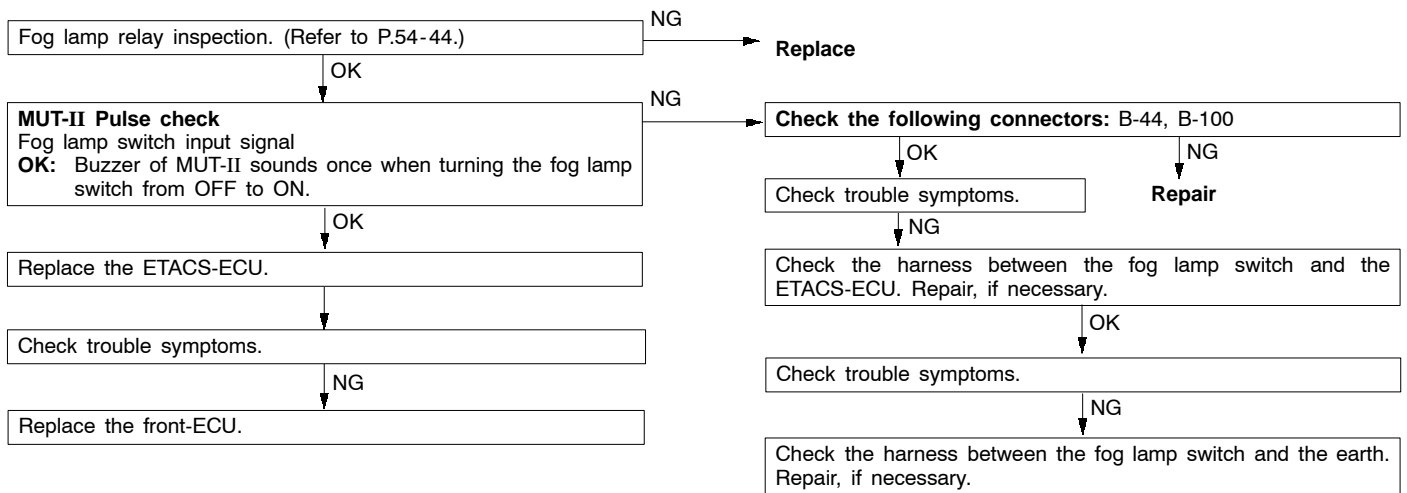 Fog lamp relay inspection. (Refer to P.54-44.)
NG
Replace
OK
MUT-II Pulse check
Fog lamp switch input signal
OK: Buzzer of MUT-II sounds once when turning the fog lamp
switch from OFF to ON.
NG
Check the following connectors: B-44, B-100
OK
NG
Check trouble symptoms.
Repair
NG
Check the harness between the fog lamp switch and the
ETACS-ECU. Repair, if necessary.
OK
Check trouble symptoms.
NG
Check the harness between the fog lamp switch and the earth.
Repair, if necessary.
OK
Replace the ETACS-ECU.
Check trouble symptoms.
NG
Replace the front-ECU.